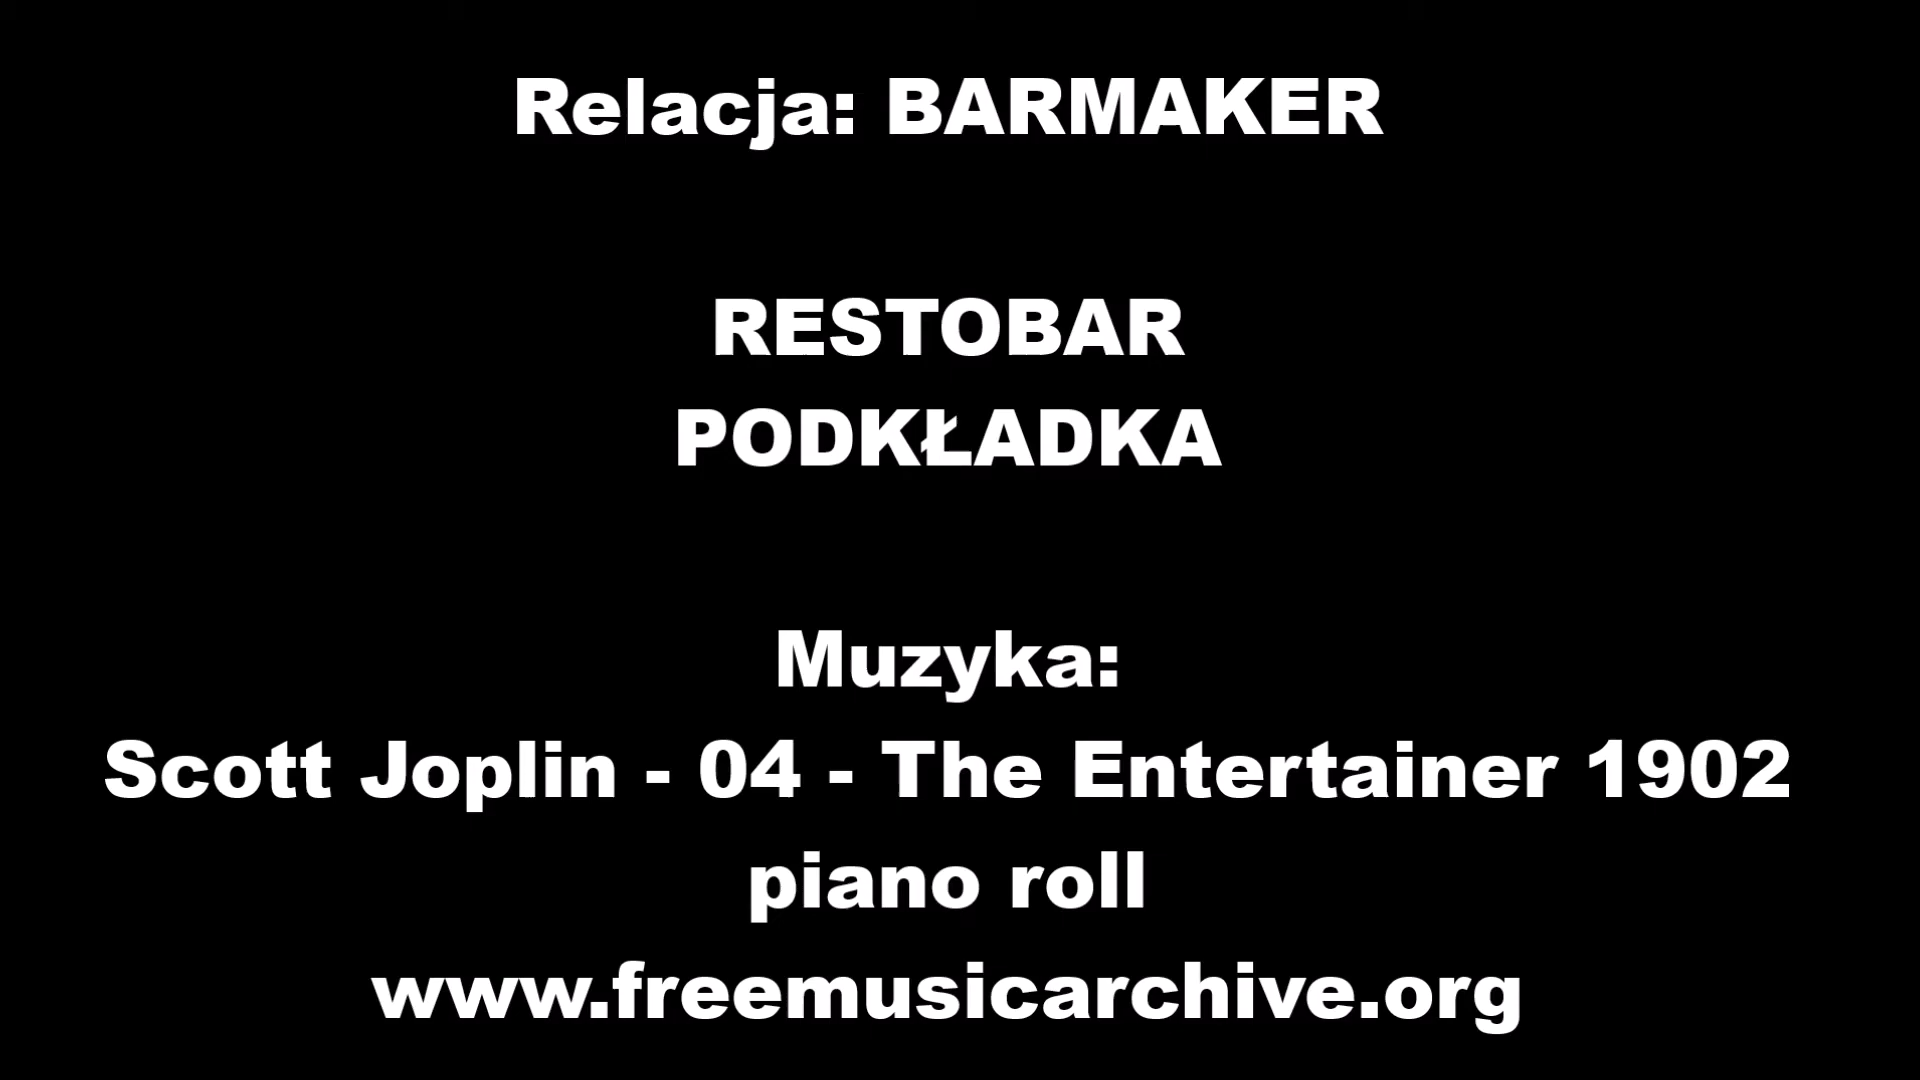 Relacja: BARMAKER
RESTOBAR
PODKŁADKA
Muzyka:
Scott Joplin - 04 - The Entertainer 1902
piano roll
www.freemusicarchive.org